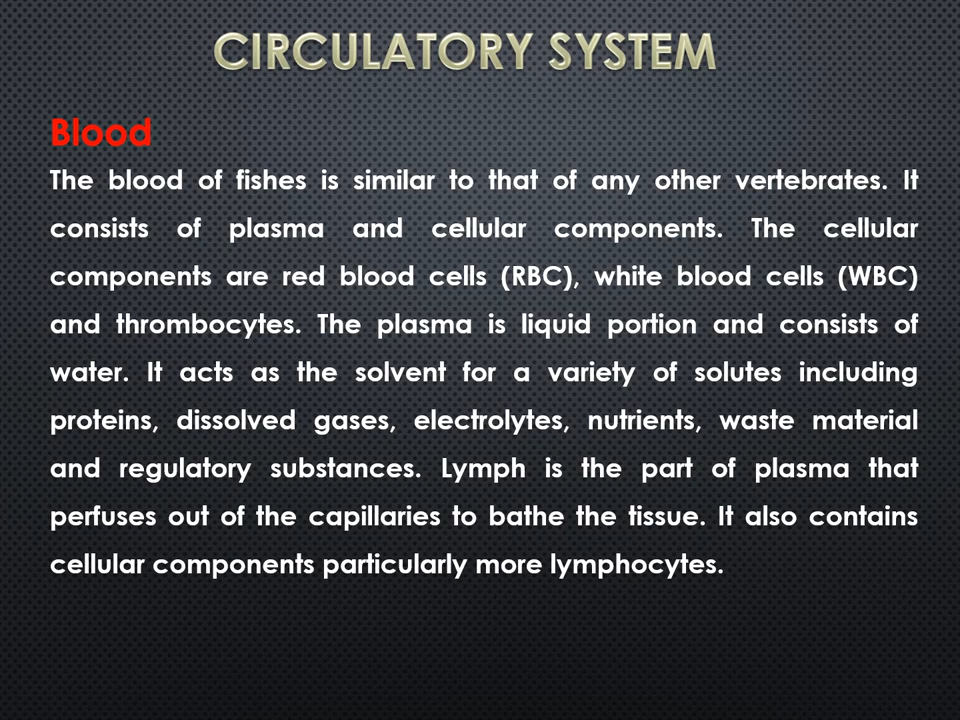 CIRCULATORY SYSTEM
Blood
The blood of fishes is similar to that of any other vertebrates. It
consists of plasma and cellular components. The cellular
components are red blood cells (RBC), white blood cells (WBC)
and thrombocytes. The plasma is liquid portion and consists of
water. It acts as the solvent for a variety of solutes including
proteins, dissolved gases, electrolytes, nutrients, waste material
and regulatory substances. Lymph is the part of plasma that
perfuses out of the capillaries to bathe the tissue. It also contains
cellular components particularly more lymphocytes.